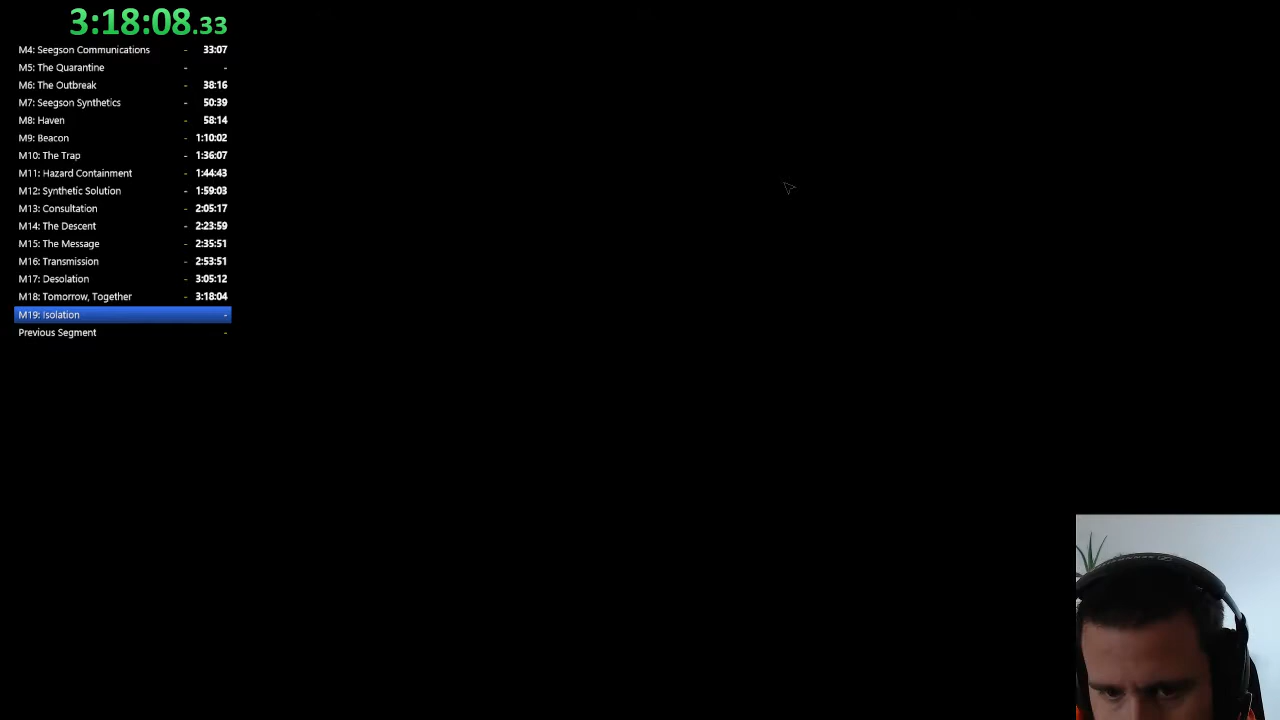 3:18:08.33
M4: Seegson Communications - 33:07
M5: The Quarantine - -
M6: The Outbreak - 38:16
M7: Seegson Synthetics - 50:39
M8: Haven - 58:14
M9: Beacon - 1:10:02
M10: The Trap - 1:36:07
M11: Hazard Containment - 1:44:43
M12: Synthetic Solution - 1:59:03
M13: Consultation - 2:05:17
M14: The Descent - 2:23:59
M15: The Message - 2:35:51
M16: Transmission - 2:53:51
M17: Desolation - 3:05:12
M18: Tomorrow, Together - 3:18:04
M19: Isolation -
Previous Segment -